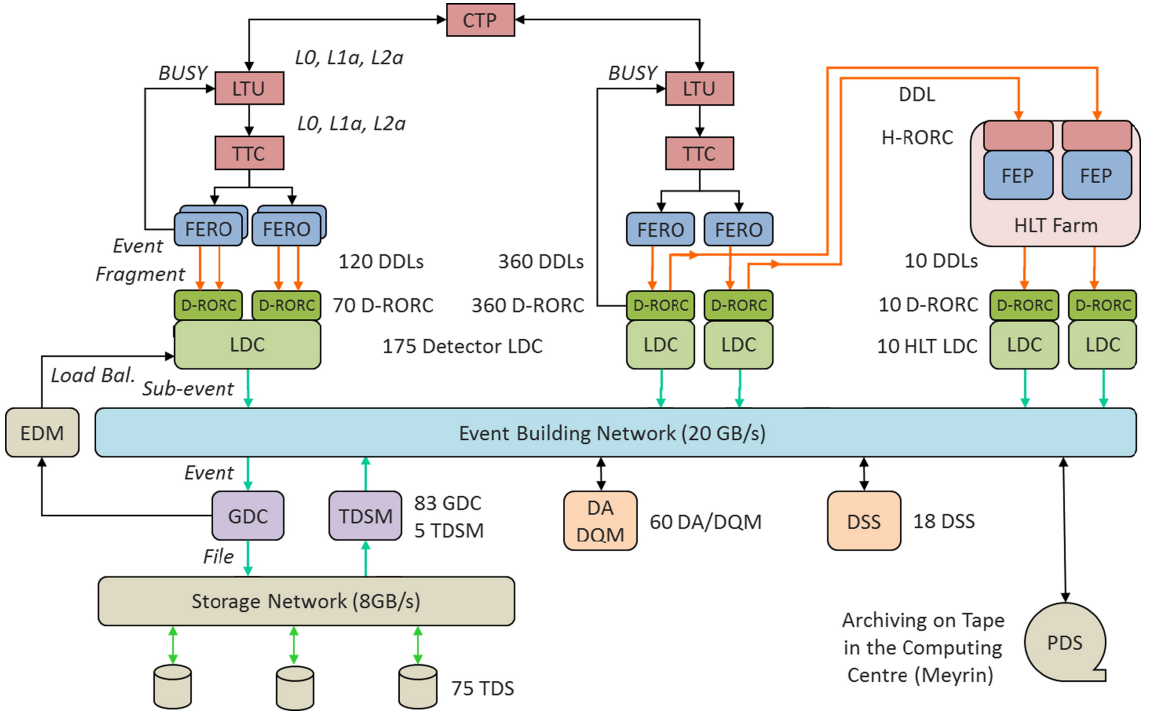 CTP
L0, L1a, L2a
BUSY
LTU
BUSY
LTU
DDL
L0, L1a, L2a
H-RORC
TTC
TTC
FEP
FEP
FERO
FERO
FERO
FERO
HLT Farm
Event
Fragment
120 DDLs
360 DDLs
10 DDLs
D-RORC
D-RORC
70 D-RORC
360 D-RORC
D-RORC
D-RORC
10 D-RORC
D-RORC
D-RORC
LDC
175 Detector LDC
LDC
LDC
10 HLT LDC
LDC
LDC
Load Bal.
Sub-event
EDM
Event Building Network (20 GB/s)
Event
GDC
TDSM
83 GDC
5 TDSM
DA
DQM
60 DA/DQM
DSS
18 DSS
File
Storage Network (8GB/s)
Archiving on Tape
in the Computing
Centre (Meyrin)
PDS
75 TDS